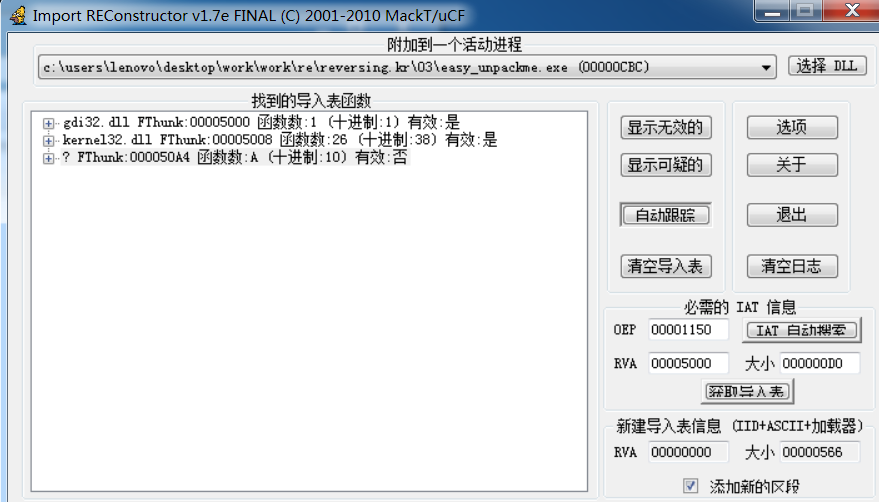 Import REConstructor v1.7e FINAL (C) 2001-2010 MackT/uCF
附加到一个活动进程
c:\users\lenovo\desktop\work\work\re\reversing.kr\03\easy_unpackme.exe (00000CBC)
选择 DLL
找到的导入表函数
gdi32.dll FThunk:00005000 函数数:1 (十进制:1) 有效:是
kernel32.dll FThunk:00005008 函数数:26 (十进制:38) 有效:是
? FThunk:000050A4 函数数:A (十进制:10) 有效:否
显示无效的
选项
显示可疑的
关于
自动跟踪
退出
清空导入表
清空日志
必需的 IAT 信息
OEP 00001150 IAT 自动搜索
RVA 00005000 大小 000000D0
获取导入表
新建导入表信息 (IID+ASCII+加载器)
RVA 00000000 大小 00000566
添加新的区段